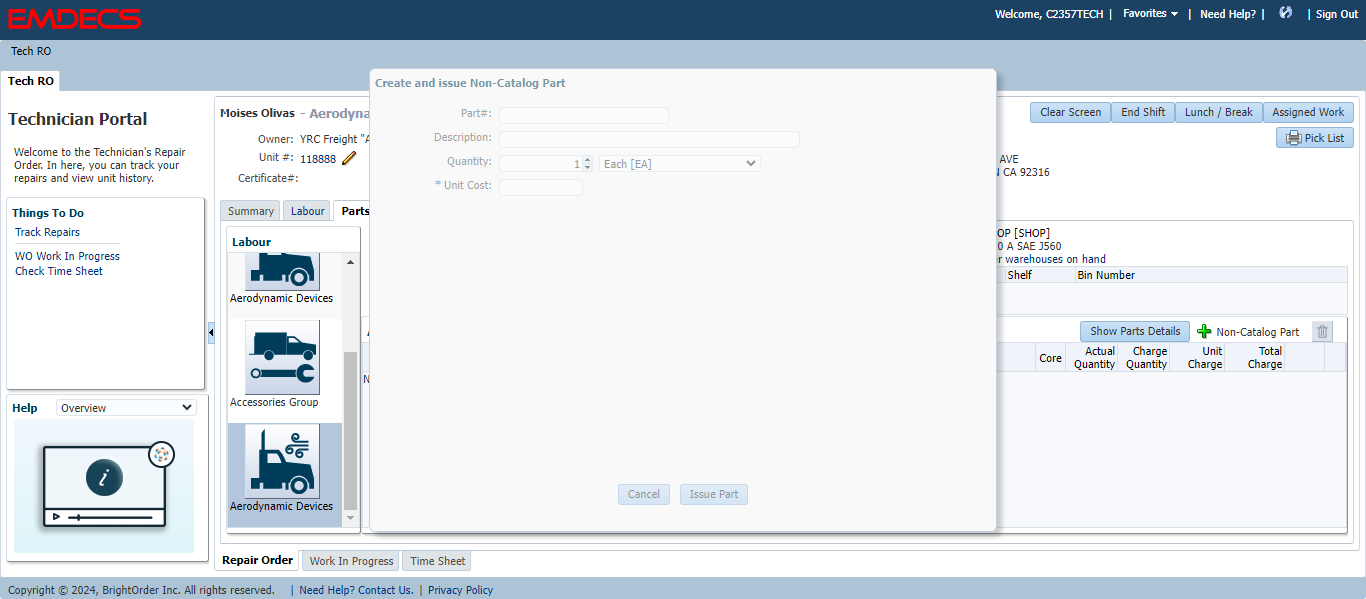 EMDECS
Welcome, C2357TECH | Favorites | Need Help? | | Sign Out
Tech RO
Tech RO
Technician Portal
Welcome to the Technician's Repair
Order. In here, you can track your
repairs and view unit history.
Things To Do
Track Repairs
WO Work In Progress
Check Time Sheet
Help Overview
i
Moises Olivas - Aerodyna
Owner: YRC Freight "A
Unit #: 118888
Certificate#:
Summary Labour Parts
Labour
Aerodynamic Devices
Accessories Group
Aerodynamic Devices
Create and issue Non-Catalog Part
Part#:
Description:
Quantity: 1 Each [EA]
* Unit Cost:
Cancel Issue Part
Clear Screen End Shift Lunch / Break Assigned Work
Pick List
AVE
CA 92316
OP [SHOP]
0 A SAE J560
r warehouses on hand
Shelf Bin Number
Show Parts Details Non-Catalog Part
Core Actual Quantity Charge Quantity Unit Charge Total Charge
N
Repair Order Work In Progress Time Sheet
Copyright © 2024, BrightOrder Inc. All rights reserved. | Need Help? Contact Us. | Privacy Policy